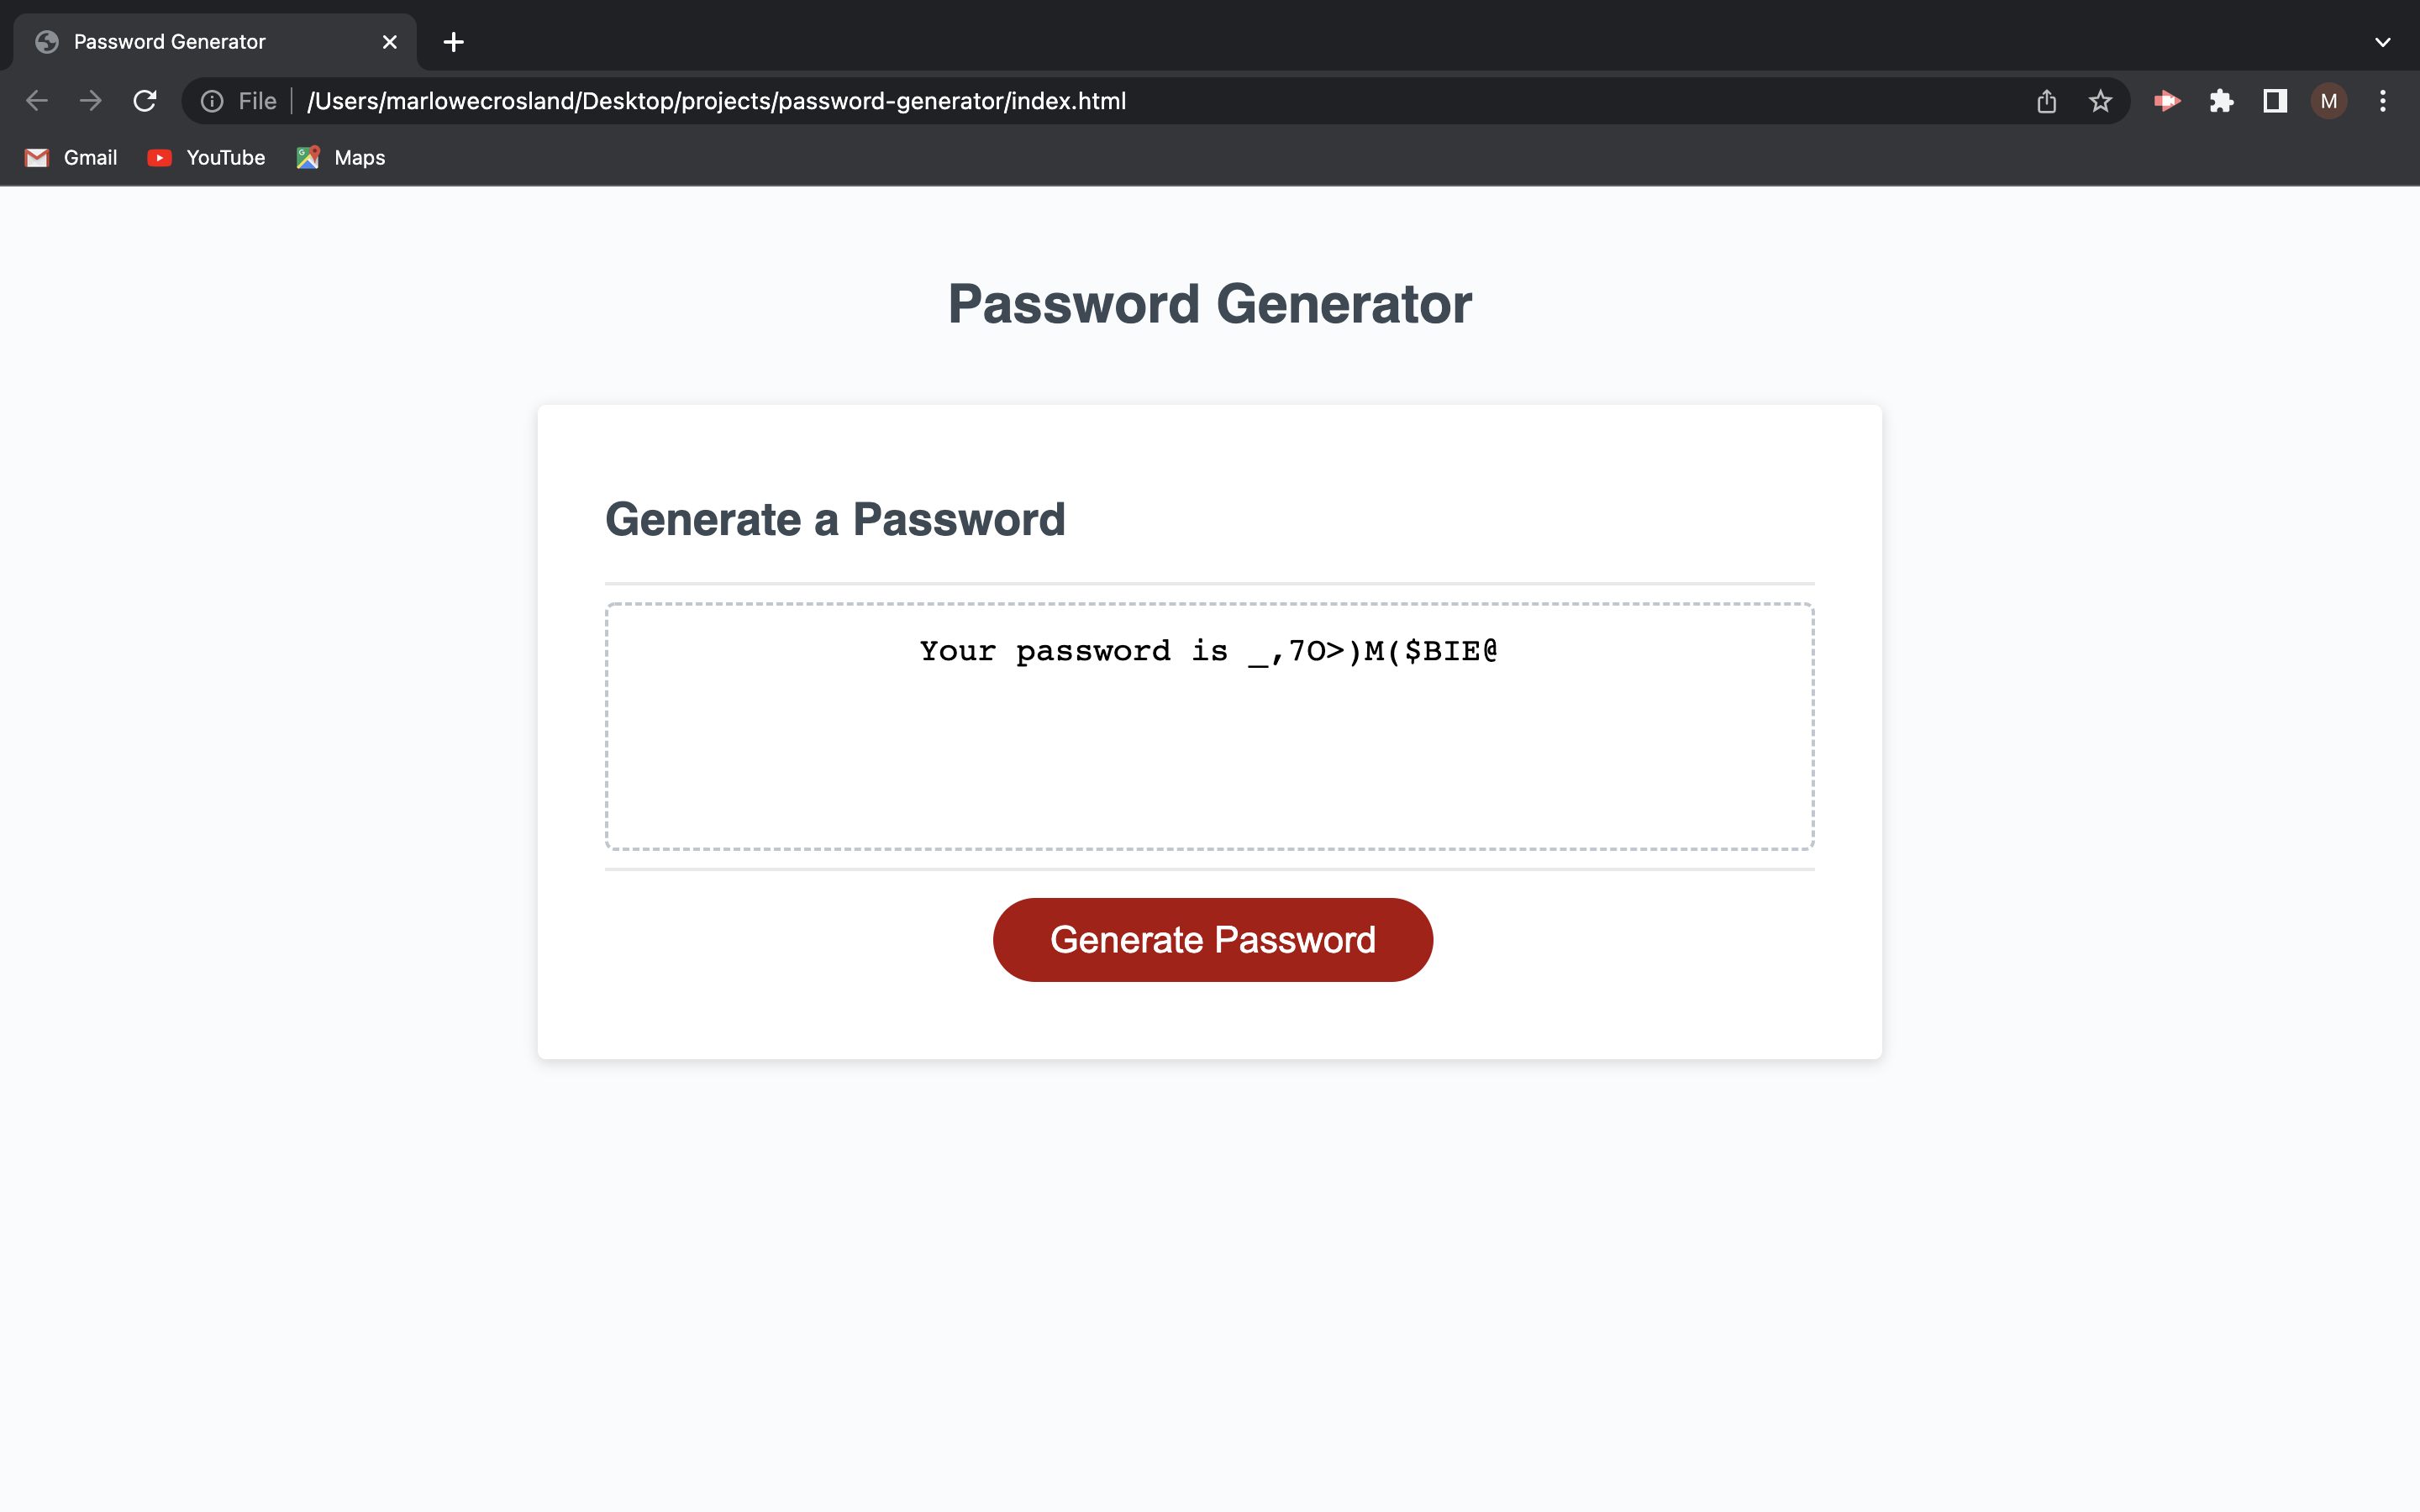 Password Generator
File | /Users/marlowecrosland/Desktop/projects/password-generator/index.html
M
Gmail YouTube Maps
Password Generator
Generate a Password
Your password is _,7O>)M($BIE@
Generate Password